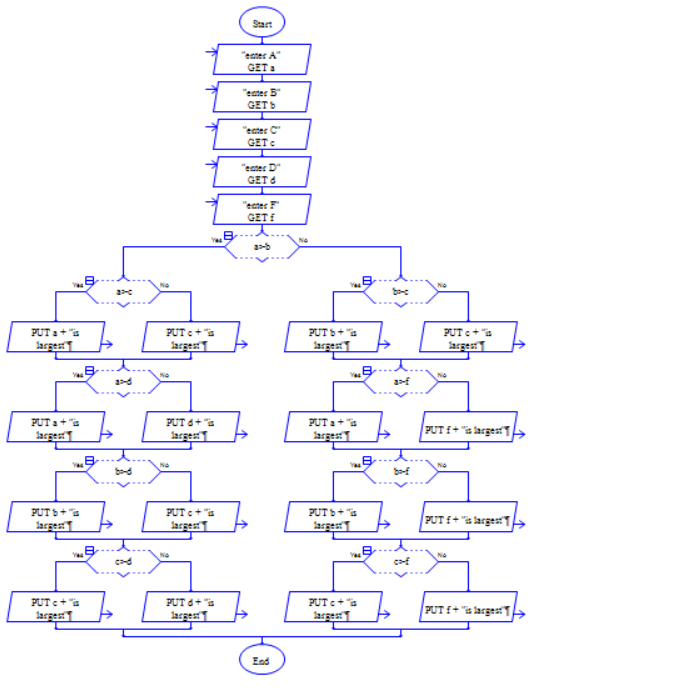 Start
"enter A"
GET a
"enter B"
GET b
"enter C"
GET c
"enter D"
GET d
"enter F"
GET f
Yes
a>b
No
Yes
a>c
No
Yes
b>c
No
PUT a + "is
largest"¶
PUT c + "is
largest"¶
PUT b + "is
largest"¶
PUT c + "is
largest"¶
Yes
a>d
No
Yes
a>f
No
PUT a + "is
largest"¶
PUT d + "is
largest"¶
PUT a + "is
largest"¶
PUT f + "is largest"¶
Yes
b>d
No
Yes
b>f
No
PUT b + "is
largest"¶
PUT c + "is
largest"¶
PUT b + "is
largest"¶
PUT f + "is largest"¶
Yes
c>d
No
Yes
c>f
No
PUT c + "is
largest"¶
PUT d + "is
largest"¶
PUT c + "is
largest"¶
PUT f + "is largest"¶
End